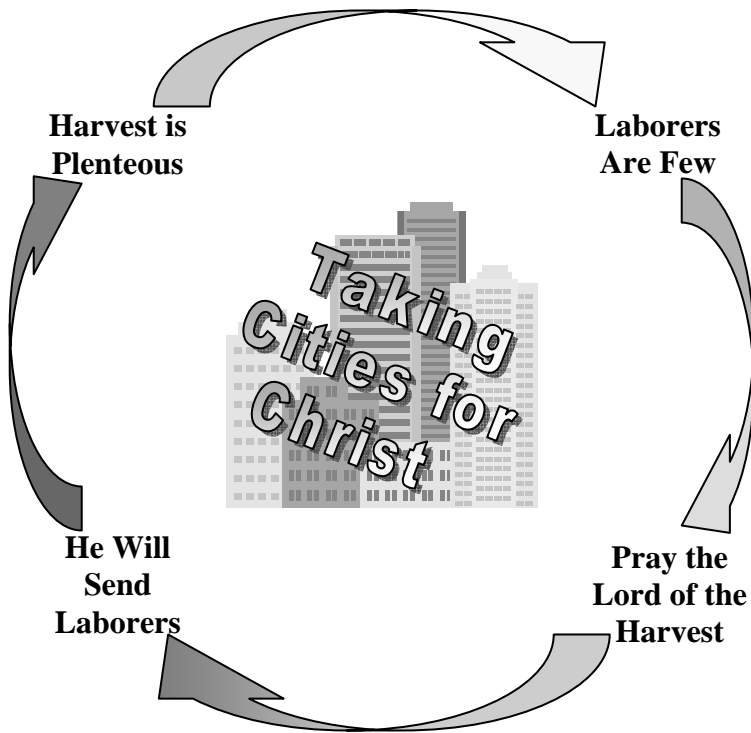 Harvest is
Plenteous
Laborers
Are Few
Taking
Cities for
Christ
He Will
Send
Laborers
Pray the
Lord of the
Harvest